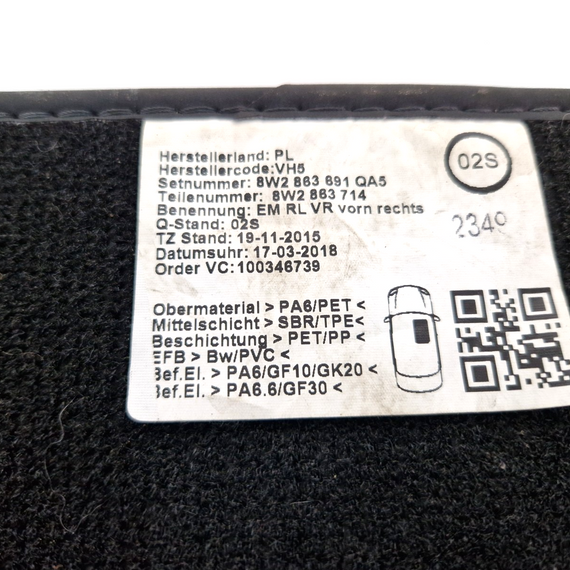 Herstellerland: PL
Herstellercode:VH5
Setnummer: 8W2 863 691 QA5
Teilenummer: 8W2 863 714
Benennung: EM RL VR vorn rechts
Q-Stand: 02S
TZ Stand: 19-11-2015
Datumsuhr: 17-03-2018
Order VC:100346739
02S
2349
Obermaterial > PA6/PET <
Mittelschicht > SBR/TPE<
Beschichtung > PET/PP <
EFB > Bw/PVC <
Bef.El. > PA6/GF10/GK20 <
Bef.El. > PA6.6/GF30 <